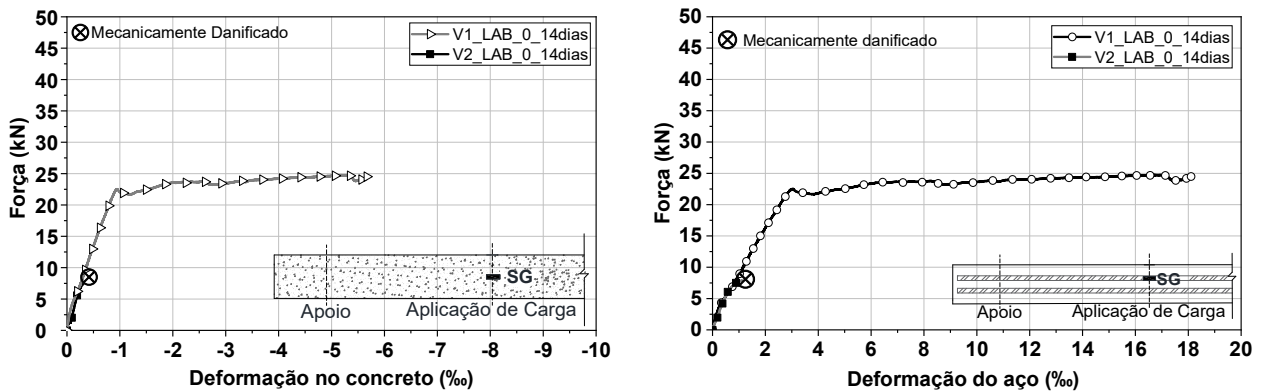 50
45
40
35
30
25
20
15
10
5
0
Força (kN)
Mecanicamente Danificado
V1_LAB_0_14dias
V2_LAB_0_14dias
SG
Apoio
Aplicação de Carga
0 -1 -2 -3 -4 -5 -6 -7 -8 -9 -10
Deformação no concreto (‰)
50
45
40
35
30
25
20
15
10
5
0
Força (kN)
Mecanicamente danificado
V1_LAB_0_14dias
V2_LAB_0_14dias
SG
Apoio
Aplicação de Carga
0 2 4 6 8 10 12 14 16 18 20
Deformação do aço (‰)